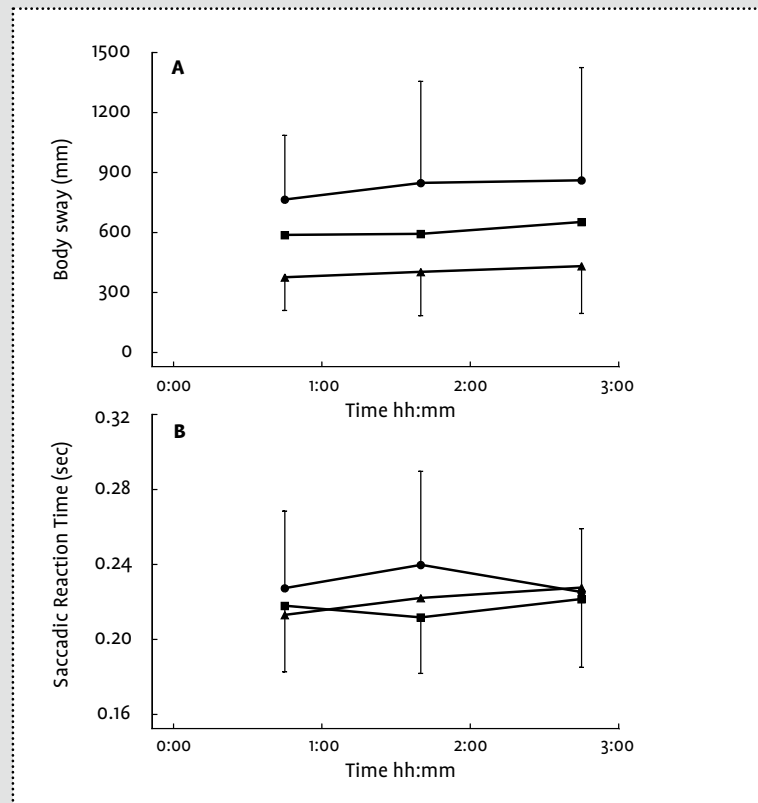 1500
A
1200
900
600
300
0
Body sway (mm)
0:00 1:00 2:00 3:00
Time hh:mm
0.32
B
0.28
0.24
0.20
0.16
Saccadic Reaction Time (sec)
0:00 1:00 2:00 3:00
Time hh:mm